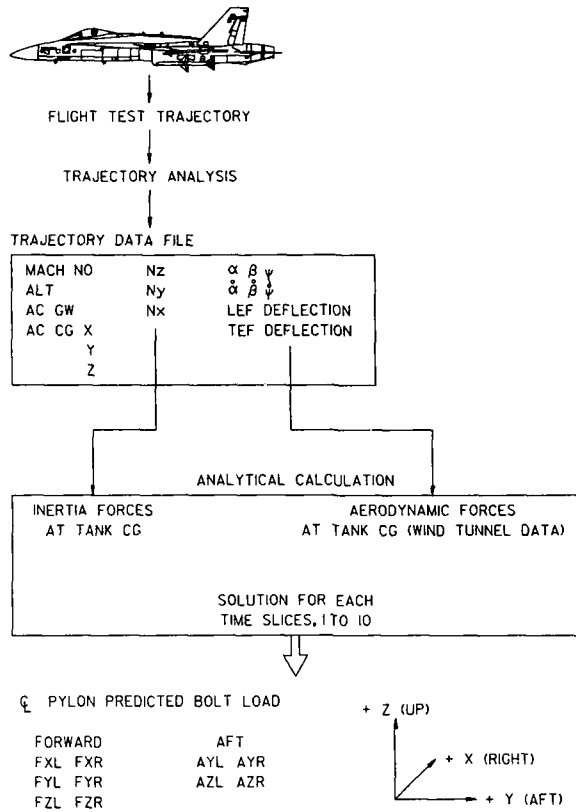 FLIGHT TEST TRAJECTORY
TRAJECTORY ANALYSIS
TRAJECTORY DATA FILE
MACH NO Nz α β ψ
ALT Ny α̊ β̊ ψ̊
AC GW Nx LEF DEFLECTION
AC CG X TEF DEFLECTION
Y
Z
ANALYTICAL CALCULATION
INERTIA FORCES AERODYNAMIC FORCES
AT TANK CG AT TANK CG (WIND TUNNEL DATA)
SOLUTION FOR EACH
TIME SLICES, 1 TO 10
℄ PYLON PREDICTED BOLT LOAD
FORWARD AFT
FXL FXR AYL AYR
FYL FYR AZL AZR
FZL FZR
+ Z (UP)
+ X (RIGHT)
+ Y (AFT)